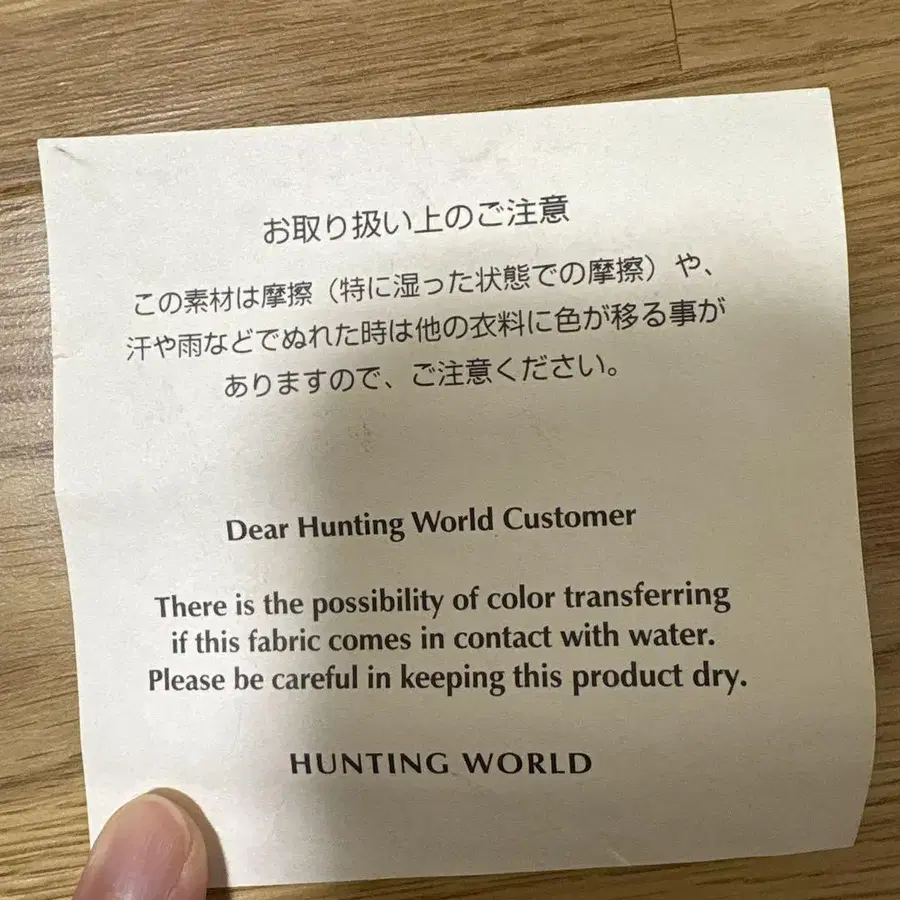 お取り扱い上のご注意
この素材は摩擦（特に湿った状態での摩擦）や、
汗や雨などでぬれた時は他の衣料に色が移る事が
ありますので、ご注意ください。
Dear Hunting World Customer
There is the possibility of color transferring
if this fabric comes in contact with water.
Please be careful in keeping this product dry.
HUNTING WORLD